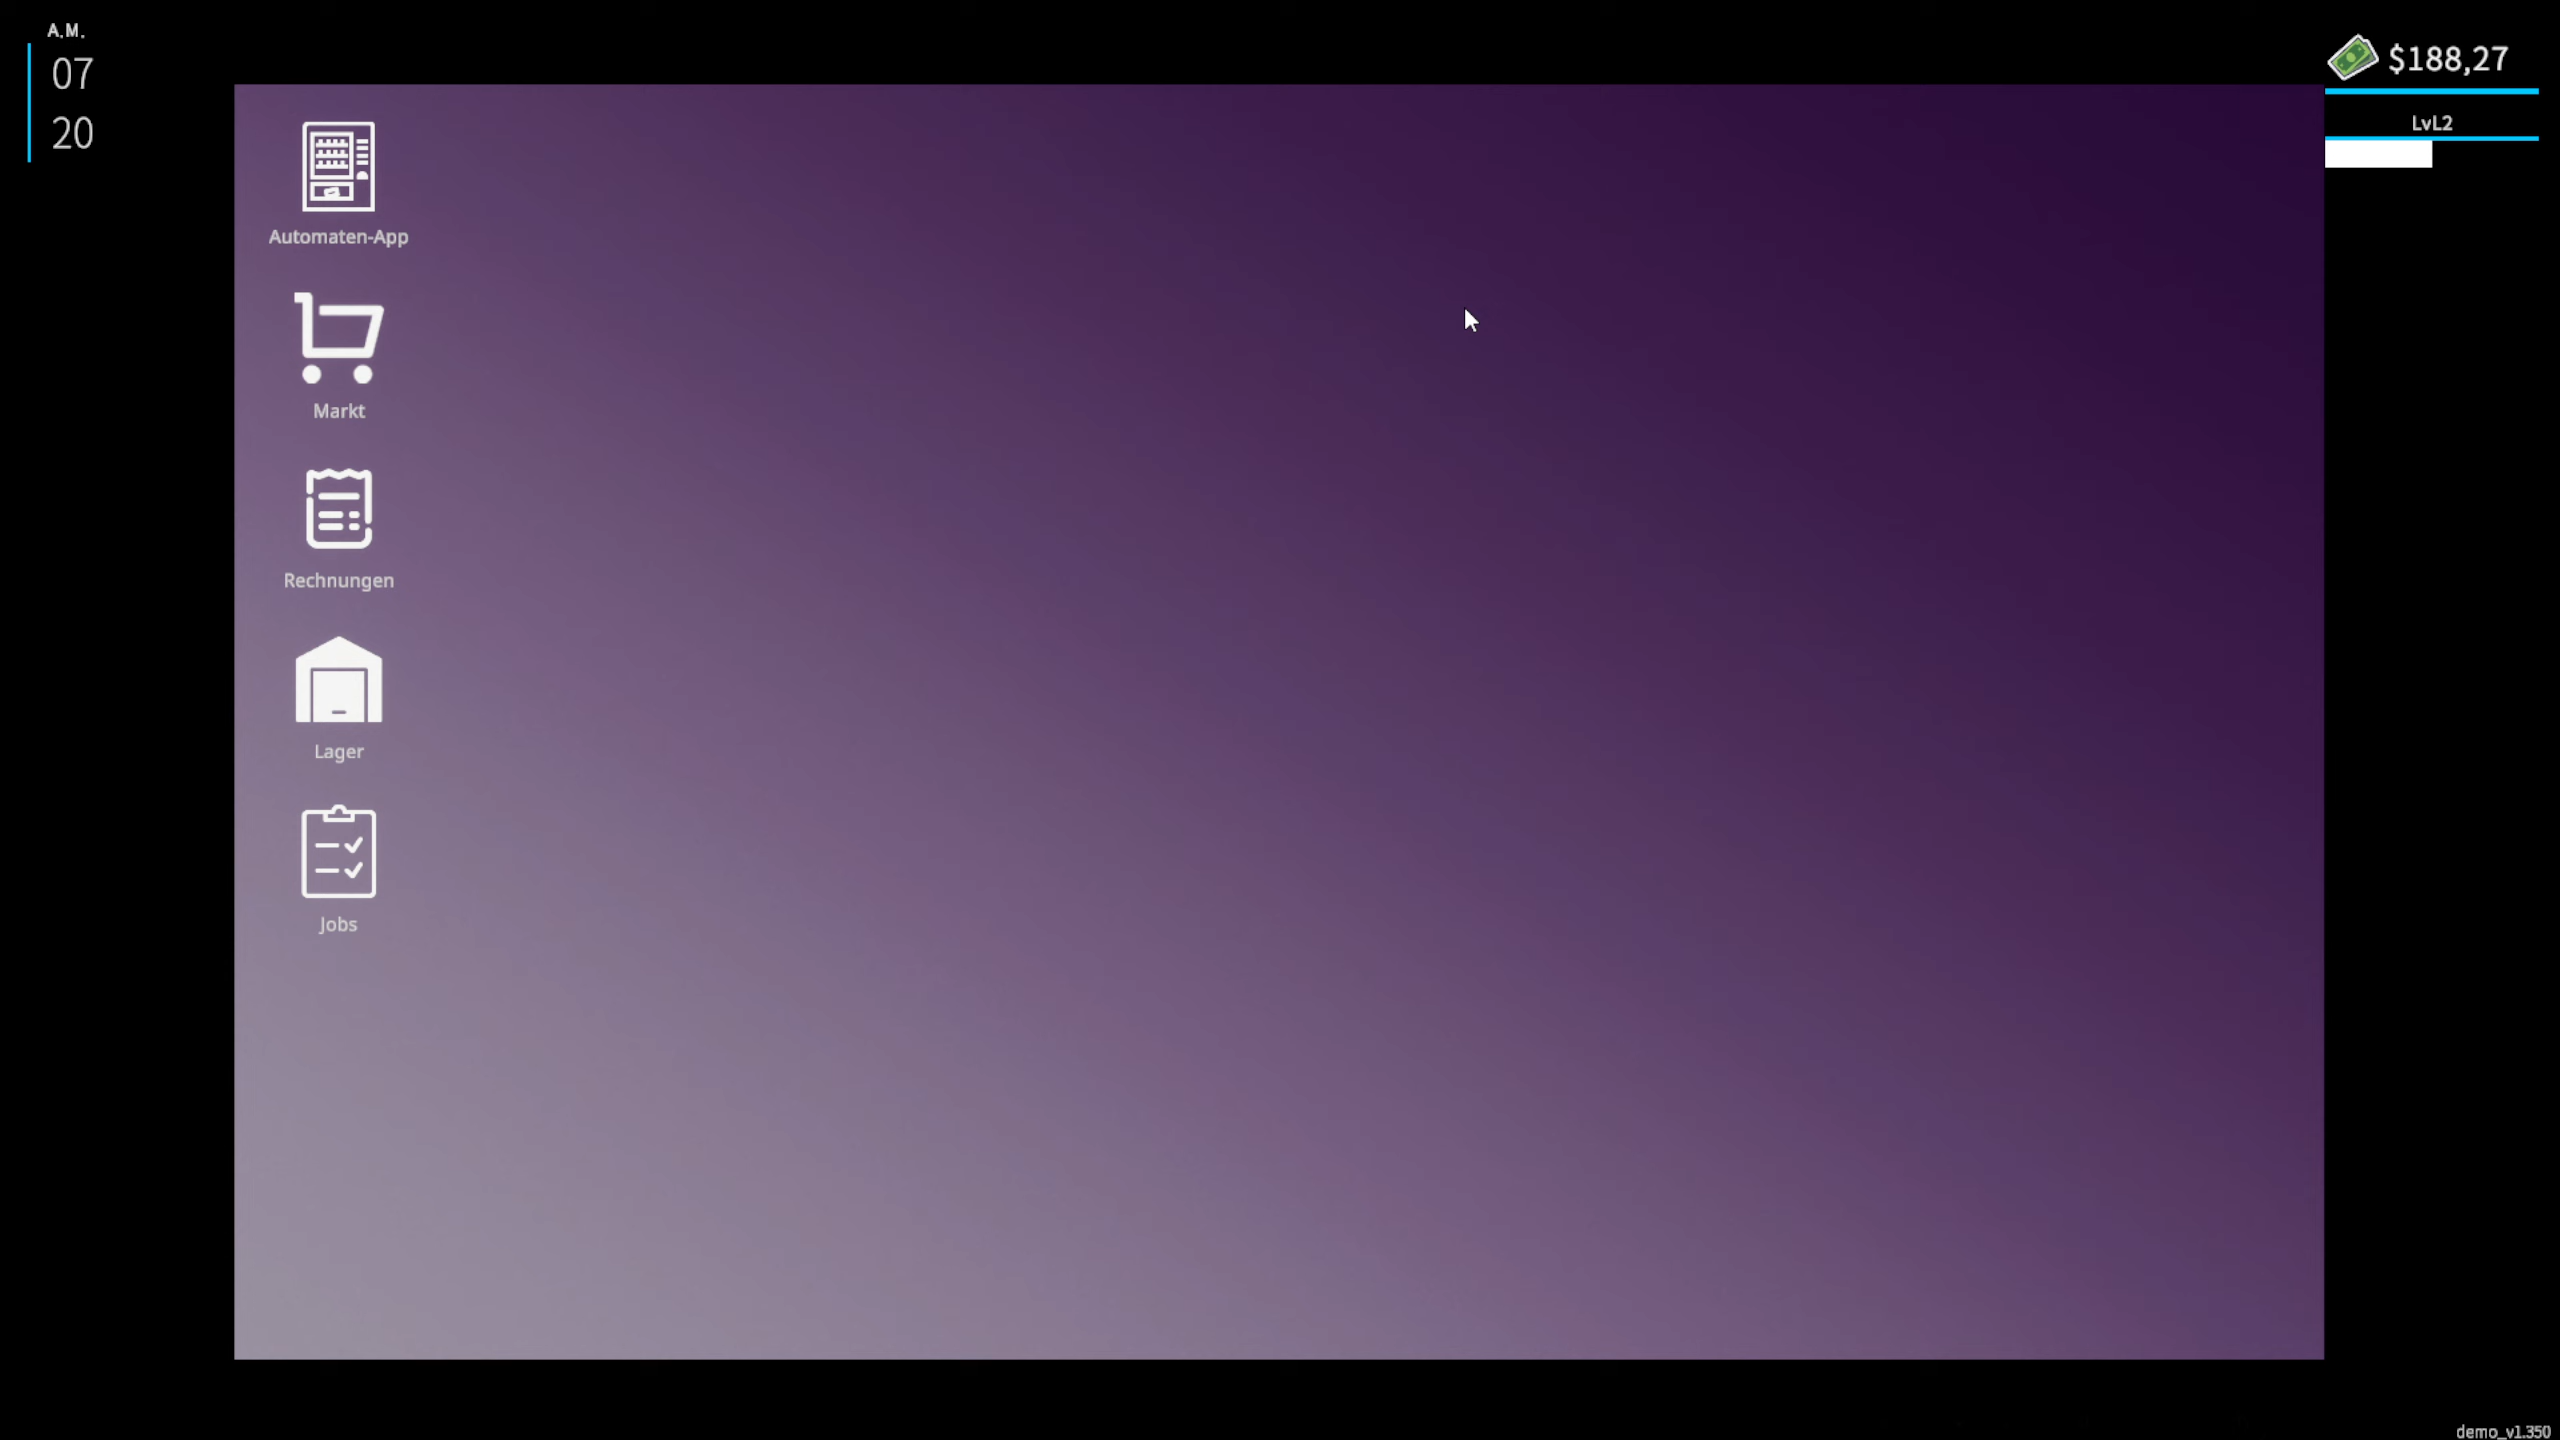 A.M.
07
20
$188,27
LvL2
Automaten-App
Markt
Rechnungen
Lager
Jobs
demo_v1.350